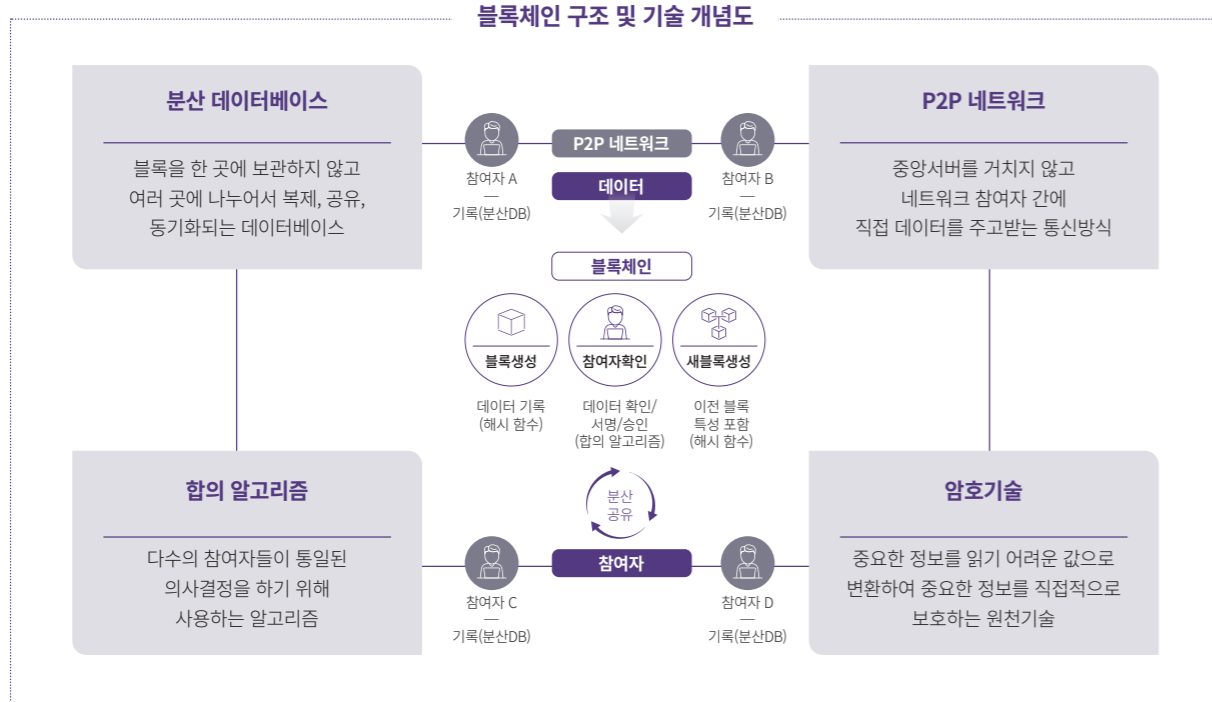 블록체인 구조 및 기술 개념도
분산 데이터베이스
블록을 한 곳에 보관하지 않고
여러 곳에 나누어서 복제, 공유,
동기화되는 데이터베이스
참여자 A
—
기록(분산DB)
P2P 네트워크
데이터
참여자 B
—
기록(분산DB)
P2P 네트워크
중앙서버를 거치지 않고
네트워크 참여자 간에
직접 데이터를 주고받는 통신방식
블록체인
블록생성
데이터 기록
(해시 함수)
참여자확인
데이터 확인/
서명/승인
(합의 알고리즘)
새블록생성
이전 블록
특성 포함
(해시 함수)
합의 알고리즘
다수의 참여자들이 통일된
의사결정을 하기 위해
사용하는 알고리즘
분산
공유
참여자 C
—
기록(분산DB)
참여자
참여자 D
—
기록(분산DB)
암호기술
중요한 정보를 읽기 어려운 값으로
변환하여 중요한 정보를 직접적으로
보호하는 원천기술